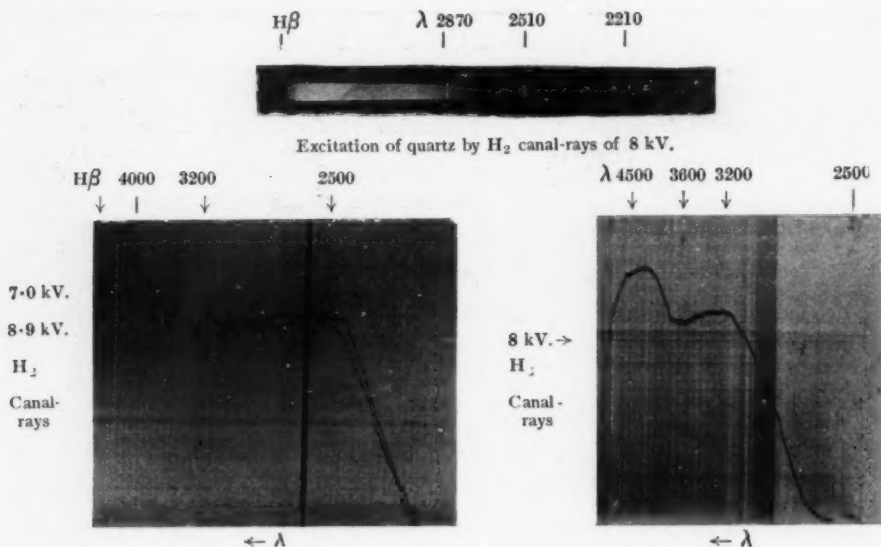 Hβ λ 2870 2510 2210
Excitation of quartz by H₂ canal-rays of 8 kV.
Hβ 4000 3200 2500
7·0 kV.
8·9 kV.
H₂
Canal-
rays
← λ
λ 4500 3600 3200 2500
8 kV. →
H₂
Canal-
rays
← λ